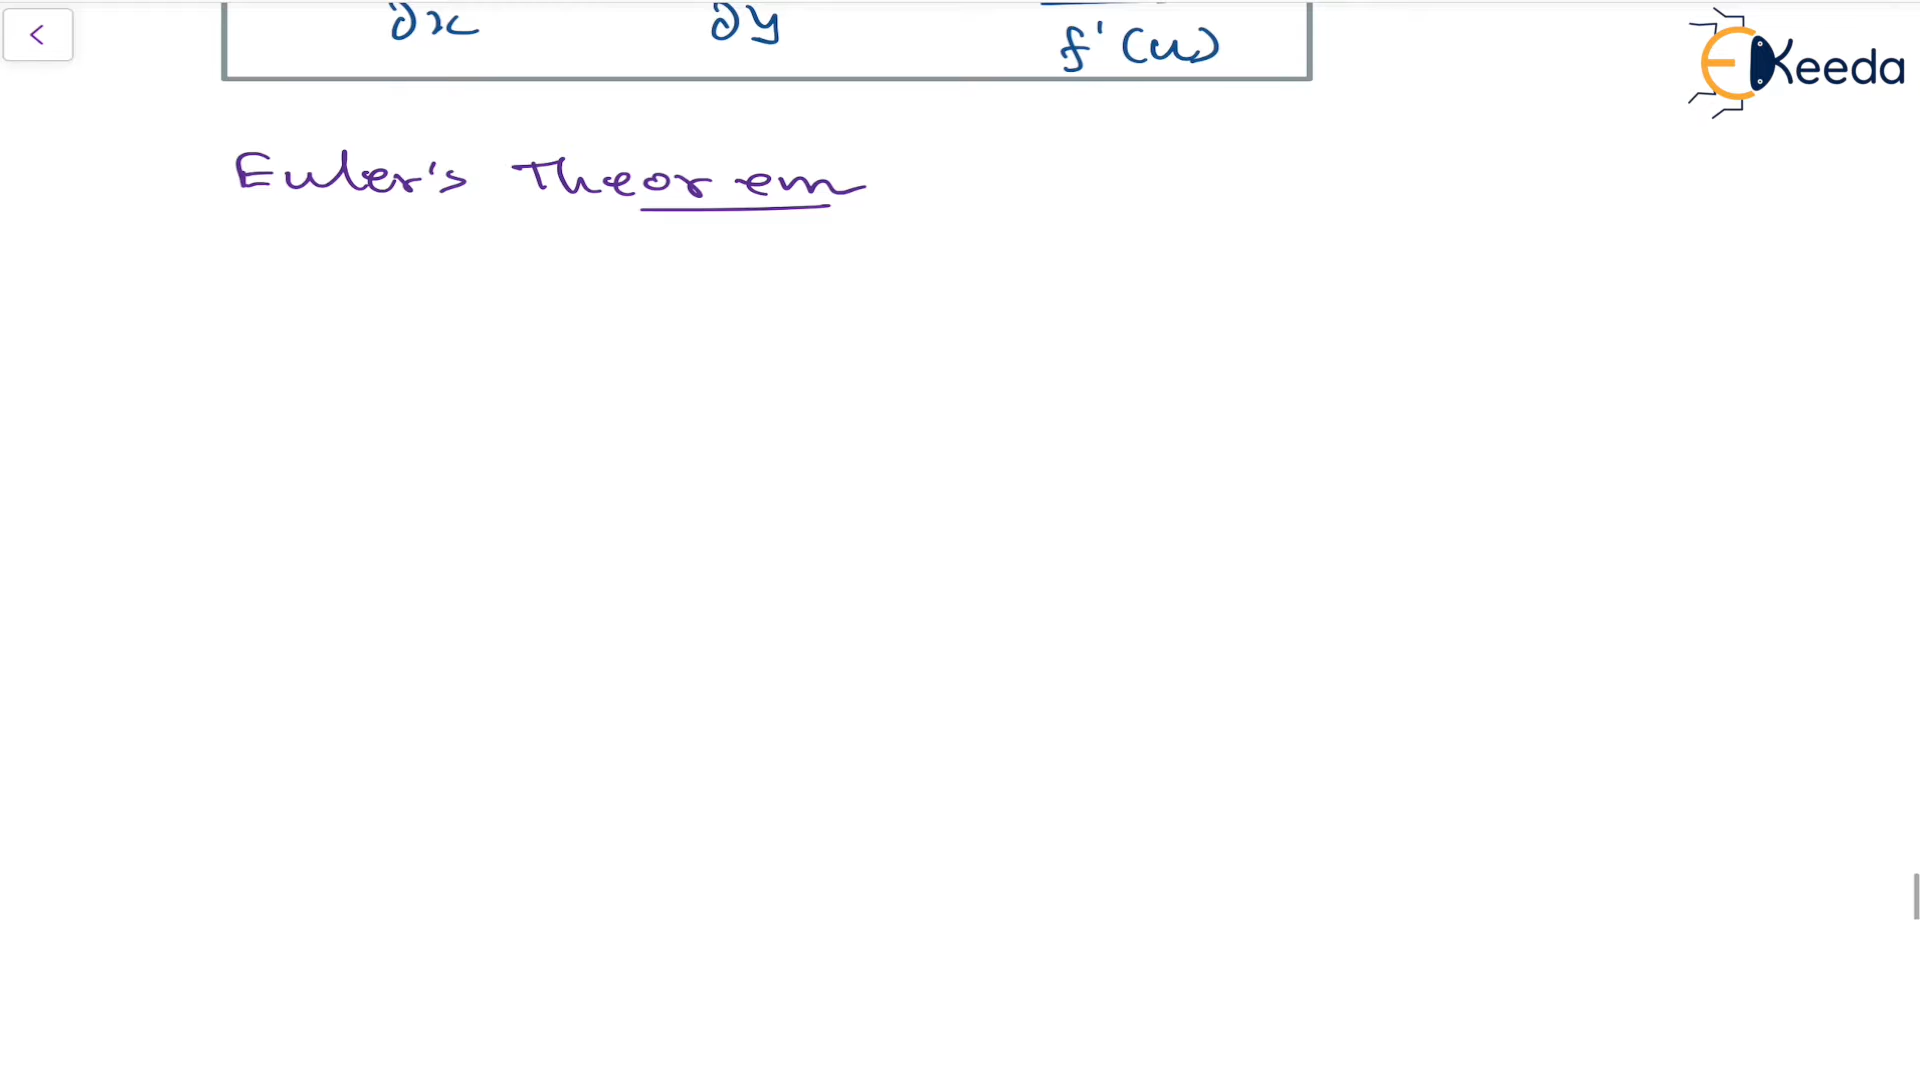 ∂x ∂y f'(u)
EKeeda
Euler's Theorem